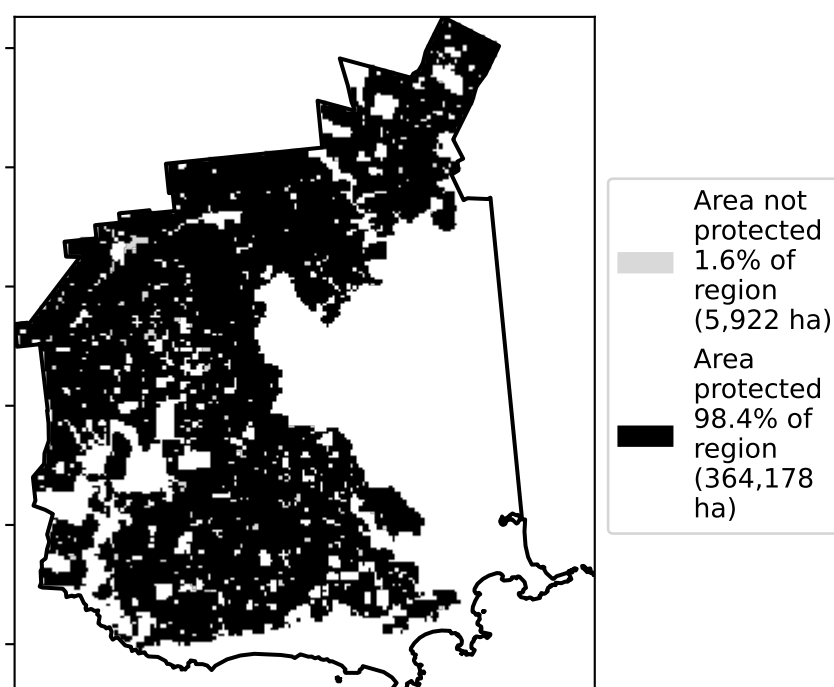 Area not
protected
1.6% of
region
(5,922 ha)
Area
protected
98.4% of
region
(364,178
ha)